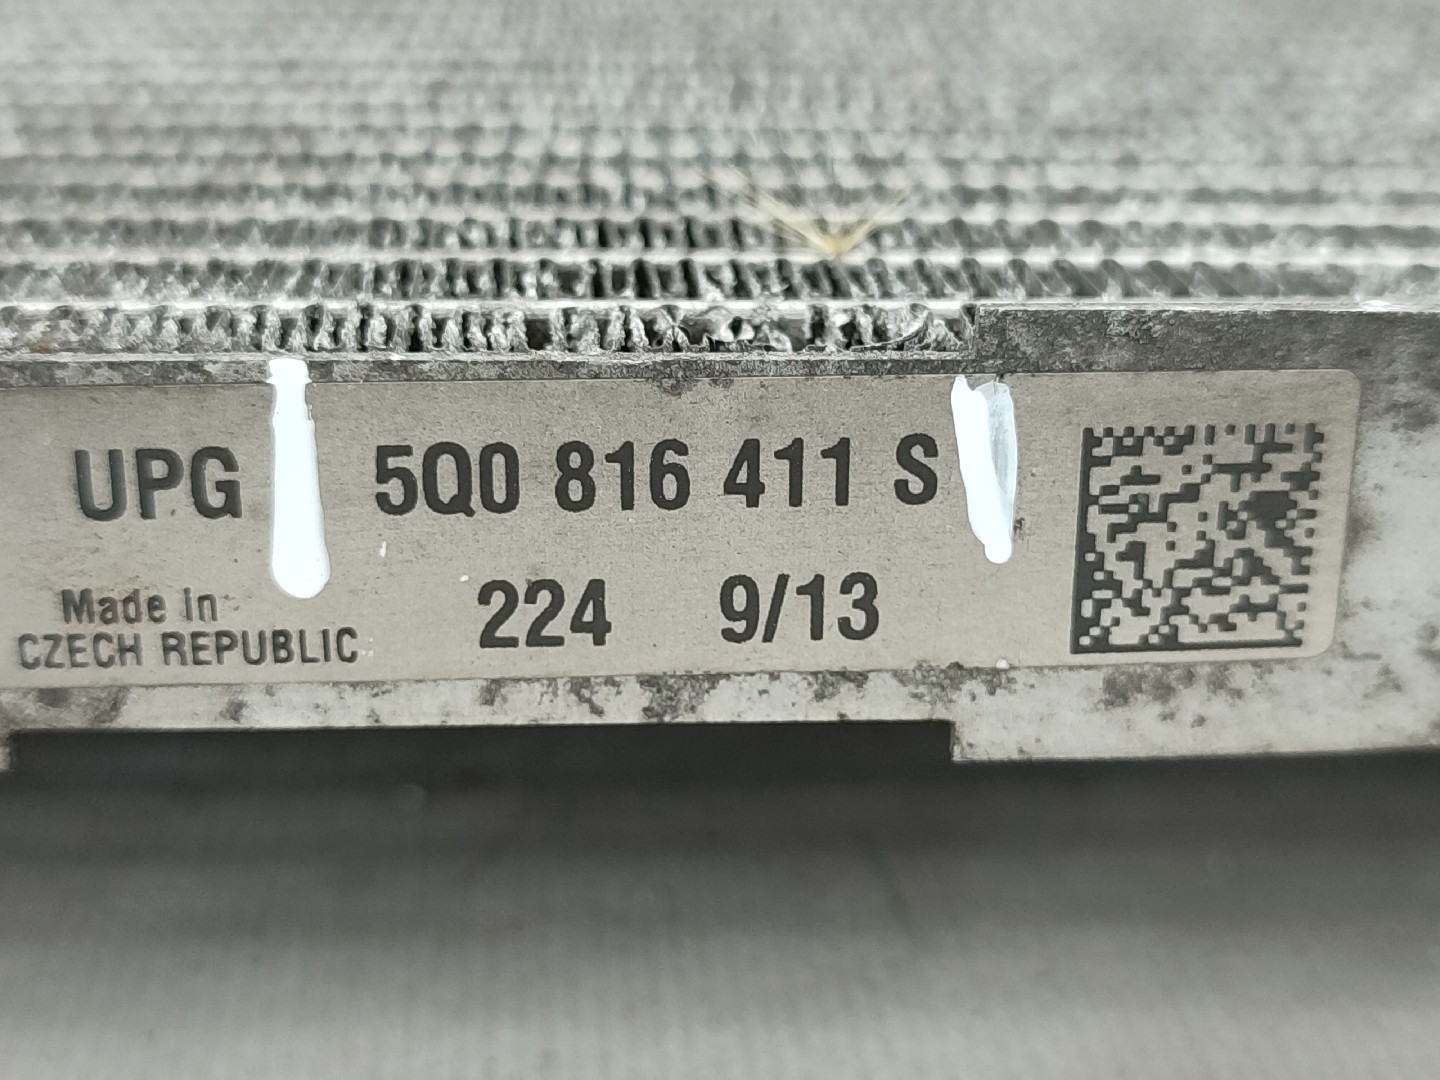 UPG 5Q0 816 411 S
Made in 224 9/13
CZECH REPUBLIC